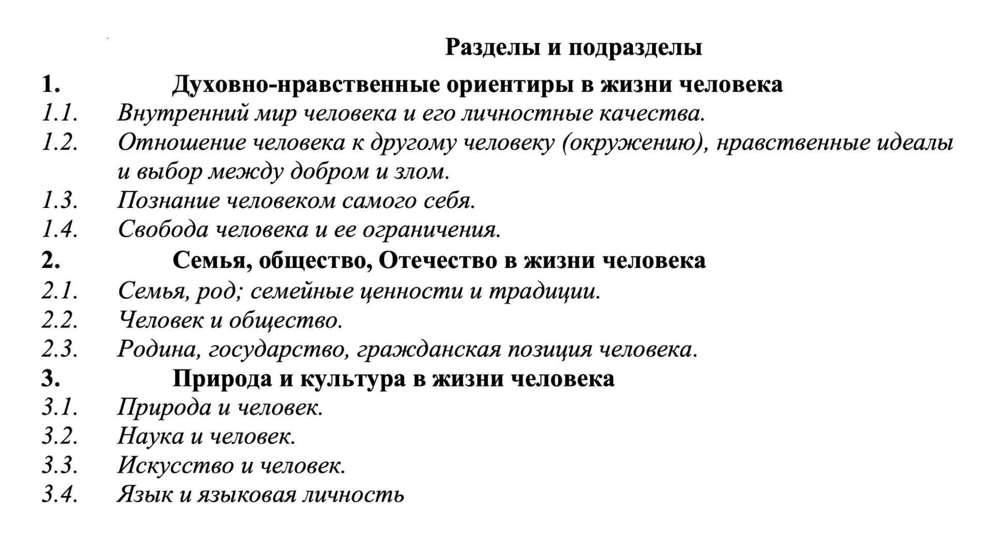 Разделы и подразделы
1. Духовно-нравственные ориентиры в жизни человека
1.1. Внутренний мир человека и его личностные качества.
1.2. Отношение человека к другому человеку (окружению), нравственные идеалы
и выбор между добром и злом.
1.3. Познание человеком самого себя.
1.4. Свобода человека и ее ограничения.
2. Семья, общество, Отечество в жизни человека
2.1. Семья, род; семейные ценности и традиции.
2.2. Человек и общество.
2.3. Родина, государство, гражданская позиция человека.
3. Природа и культура в жизни человека
3.1. Природа и человек.
3.2. Наука и человек.
3.3. Искусство и человек.
3.4. Язык и языковая личность